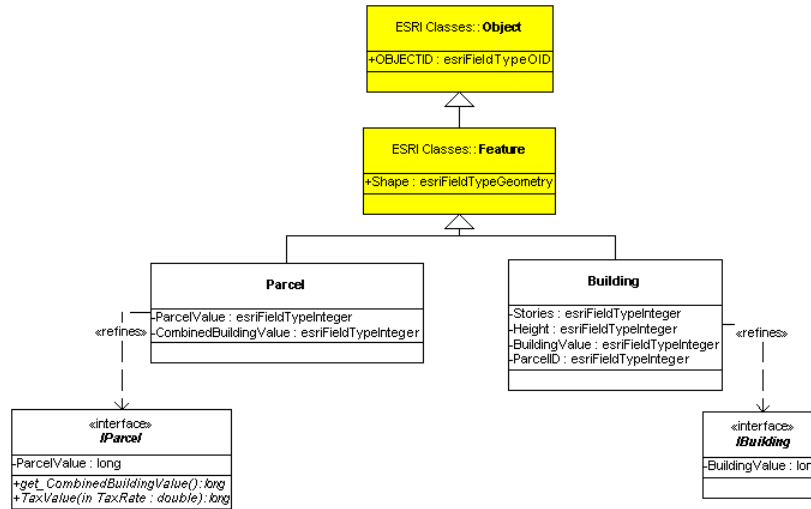 ESRI Classes::Object
+OBJECTID : esriFieldTypeOID
ESRI Classes::Feature
+Shape : esriFieldTypeGeometry
Parcel
-ParcelValue : esriFieldTypeInteger
-CombinedBuildingValue : esriFieldTypeInteger
Building
-Stories : esriFieldTypeInteger
-Height : esriFieldTypeInteger
-BuildingValue : esriFieldTypeInteger
-ParcelID : esriFieldTypeInteger
«refines»
«refines»
«interface»
IParcel
-ParcelValue : long
+get_CombinedBuildingValue():long
+TaxValue(in TaxRate : double):long
«interface»
IBuilding
-BuildingValue : lon